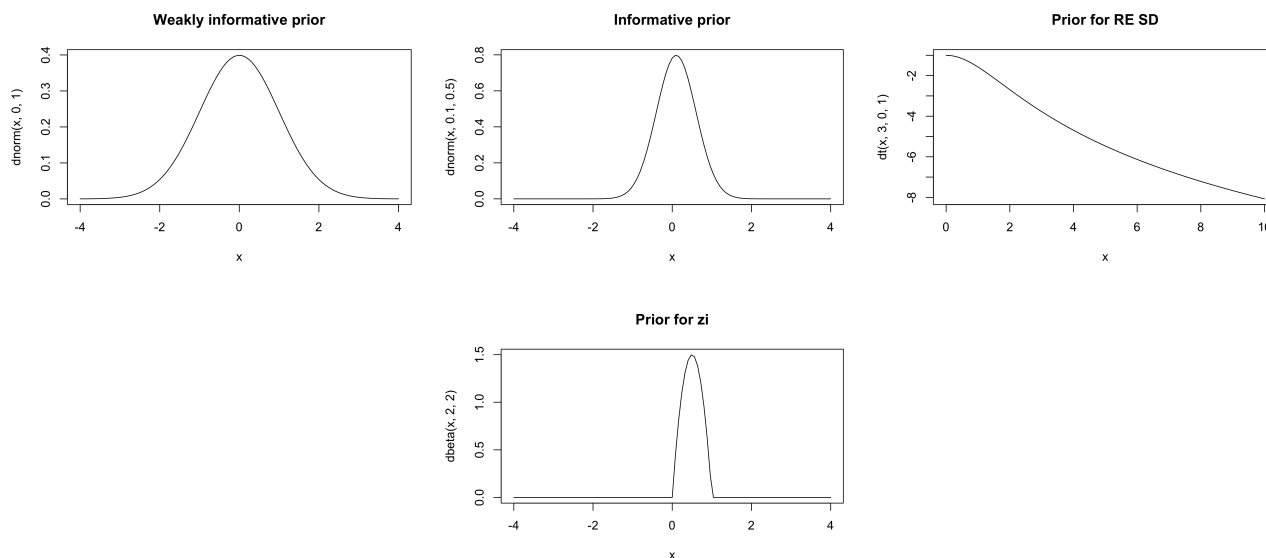 Weakly informative prior
dnorm(x, 0, 1)
0.0 0.1 0.2 0.3 0.4
-4 -2 0 2 4
x
Informative prior
dnorm(x, 0.1, 0.5)
0.0 0.2 0.4 0.6 0.8
-4 -2 0 2 4
x
Prior for RE SD
dt(x, 3, 0, 1)
-8 -6 -4 -2
0 2 4 6 8 10
x
Prior for zi
dbeta(x, 2, 2)
0.0 0.5 1.0 1.5
-4 -2 0 2 4
x